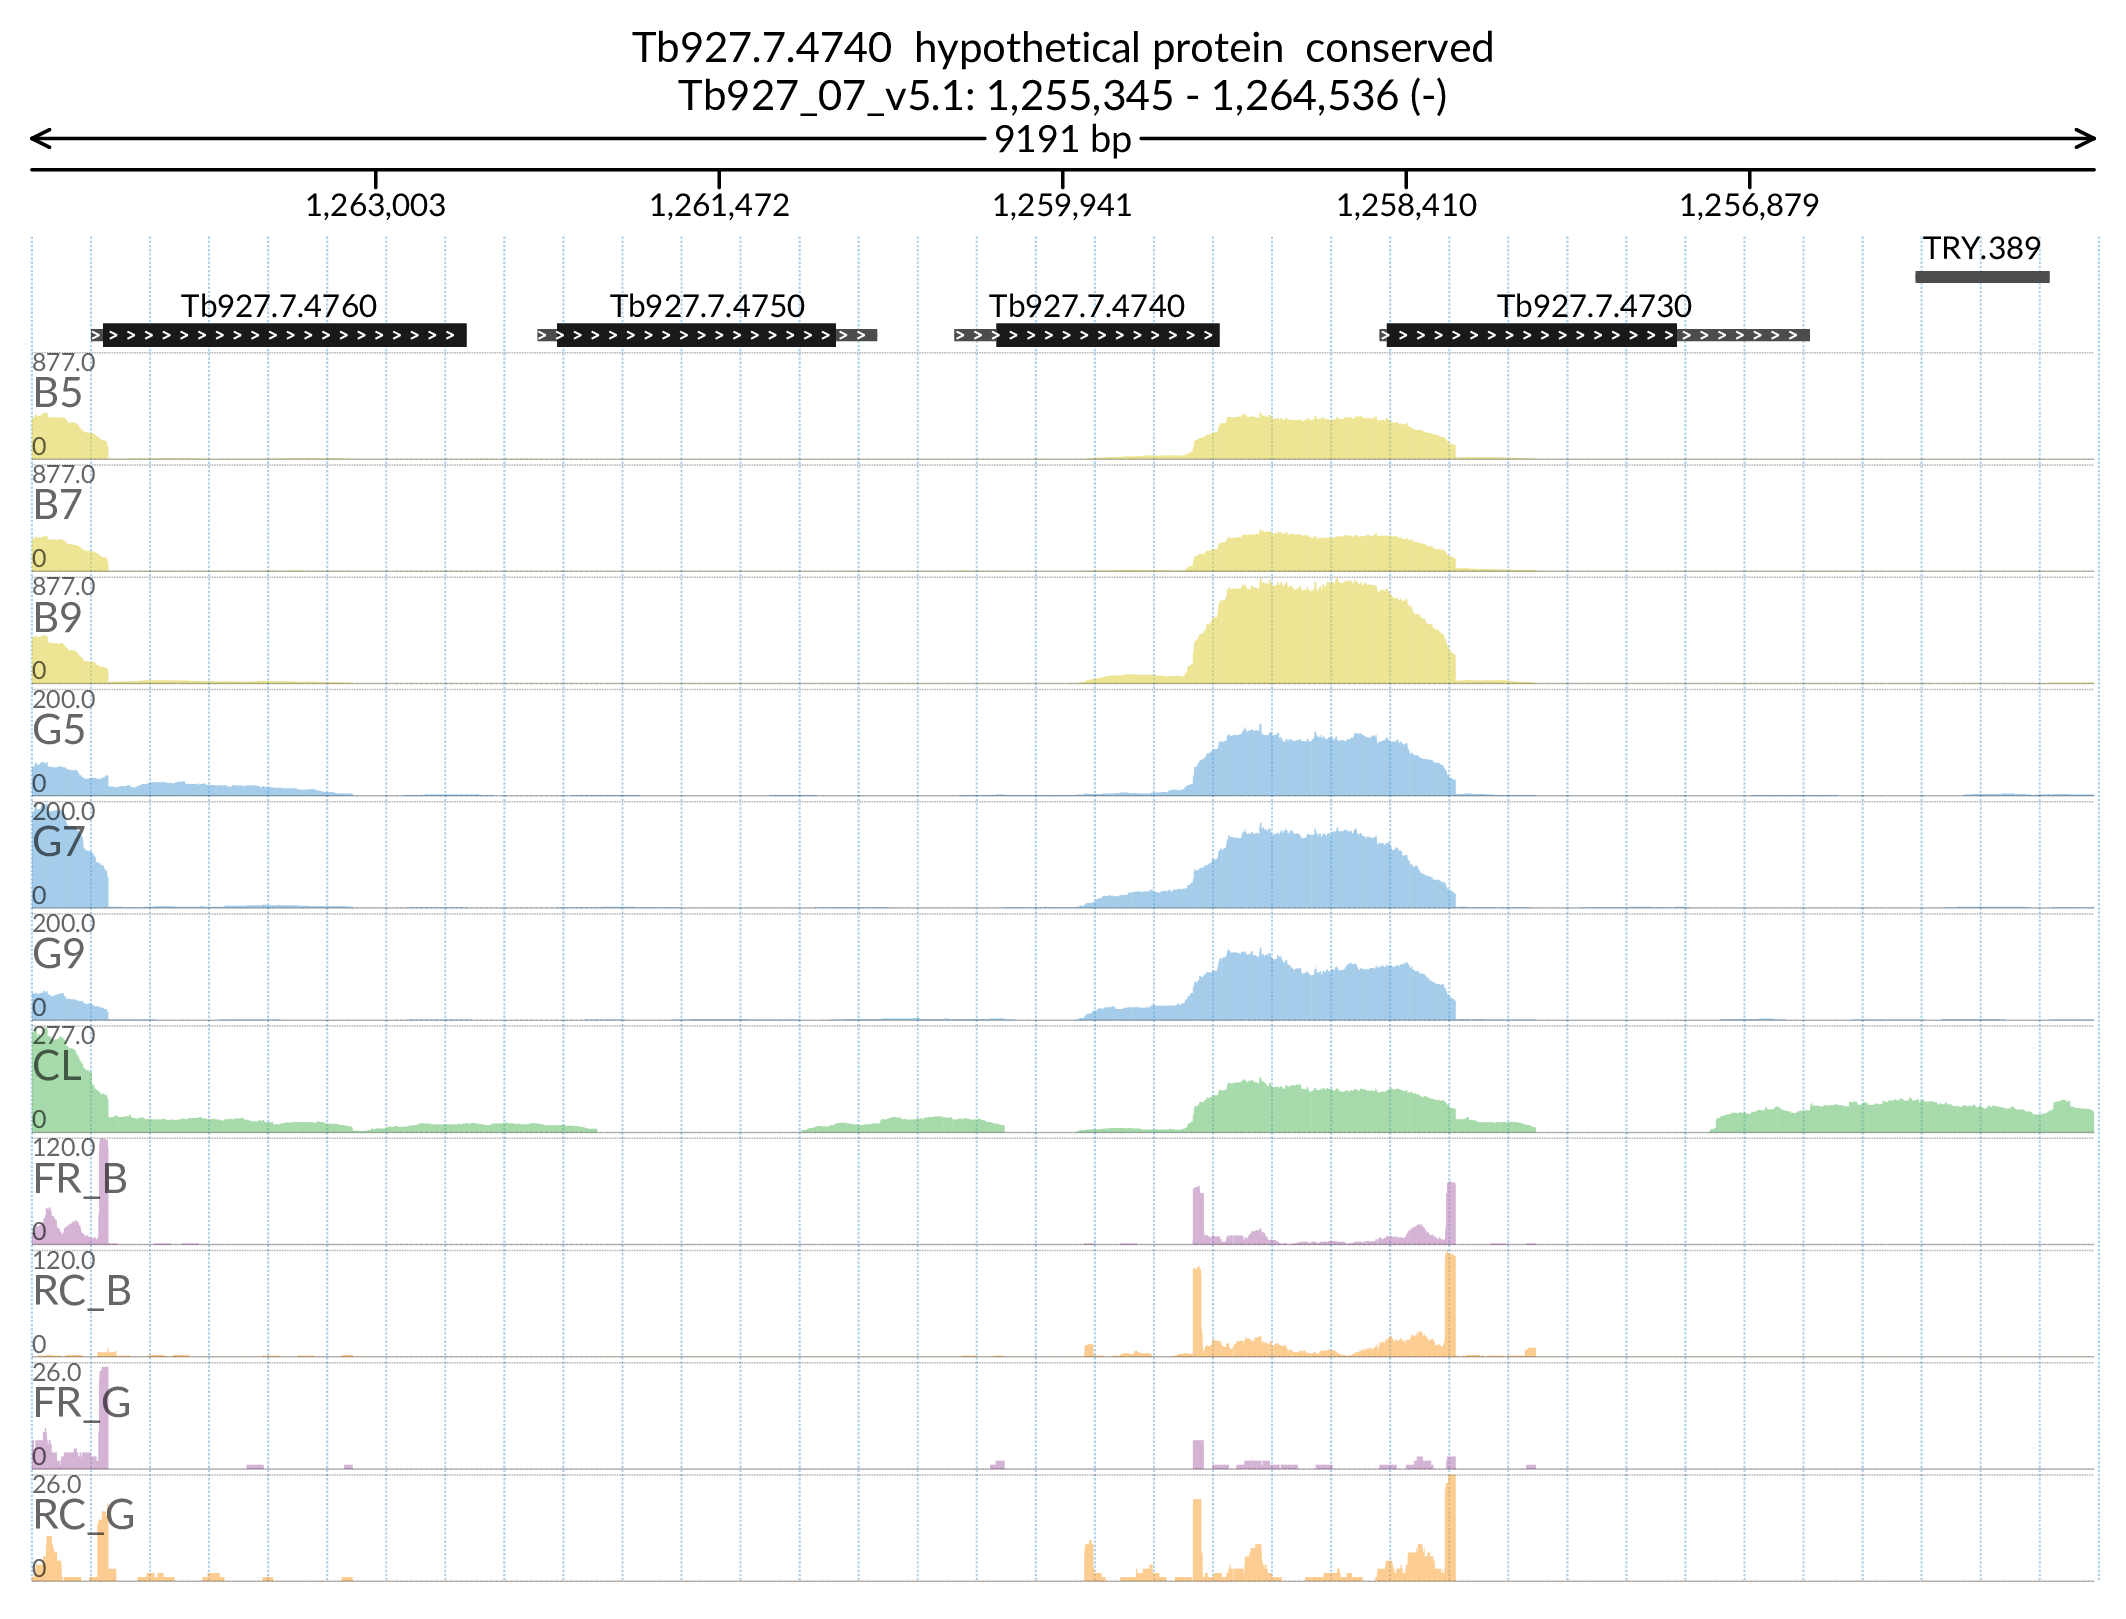 Tb927.7.4740  hypothetical protein  conserved
Tb927_07_v5.1: 1,255,345 - 1,264,536 (-)
9191 bp
1,263,003 1,261,472 1,259,941 1,258,410 1,256,879
TRY.389
Tb927.7.4760 Tb927.7.4750 Tb927.7.4740 Tb927.7.4730
877.0
B5
0
877.0
B7
0
877.0
B9
0
200.0
G5
0
200.0
G7
0
200.0
G9
0
277.0
CL
0
120.0
FR_B
0
120.0
RC_B
0
26.0
FR_G
0
26.0
RC_G
0